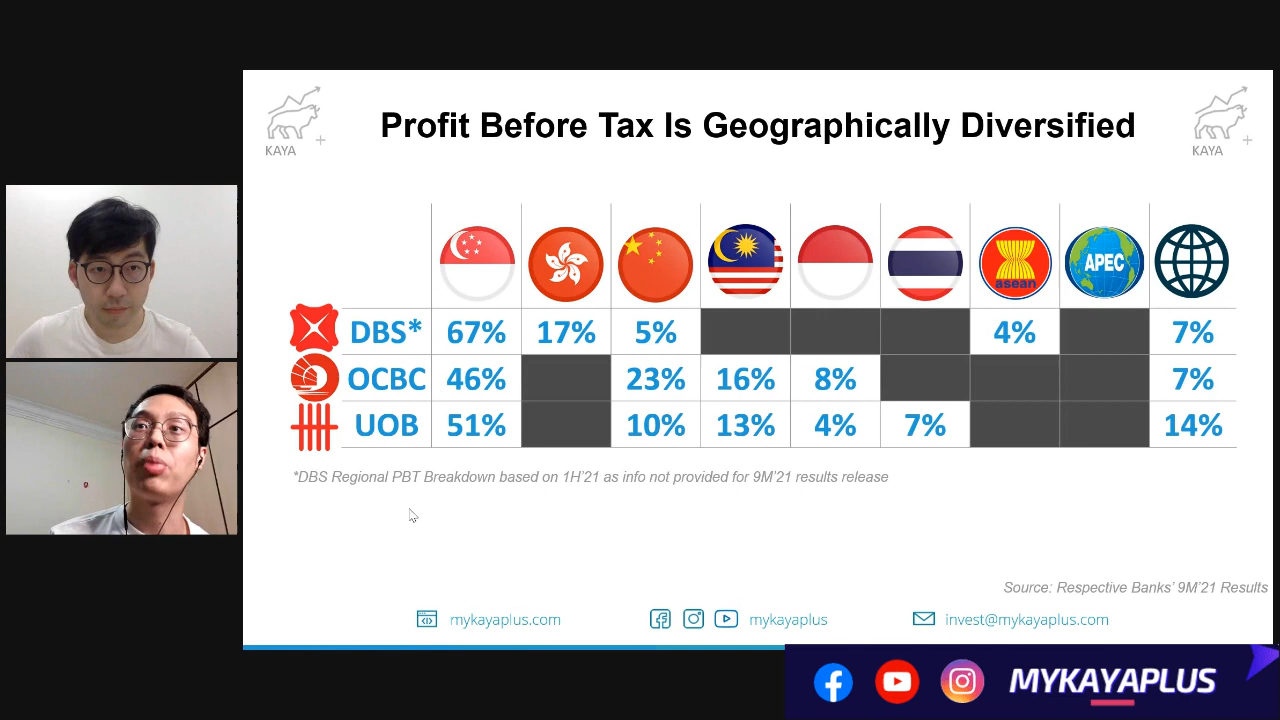 KAYA
Profit Before Tax Is Geographically Diversified
KAYA
asean
APEC
DBS* 67% 17% 5% 4% 7%
OCBC 46% 23% 16% 8% 7%
UOB 51% 10% 13% 4% 7% 14%
*DBS Regional PBT Breakdown based on 1H'21 as info not provided for 9M'21 results release
Source: Respective Banks' 9M'21 Results
mykayaplus.com mykayaplus invest@mykayaplus.com
MYKAYAPLUS